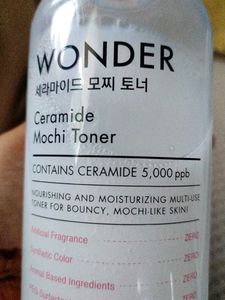 WONDER
세라마이드 모찌 토너
Ceramide
Mochi Toner
CONTAINS CERAMIDE 5,000 ppb
NOURISHING AND MOISTURIZING MULTI-USE
TONER FOR BOUNCY, MOCHI-LIKE SKIN!
Artificial Fragrance ZERO
Synthetic Color ZERO
Animal Based Ingredients ZERO
PEG Surfactant